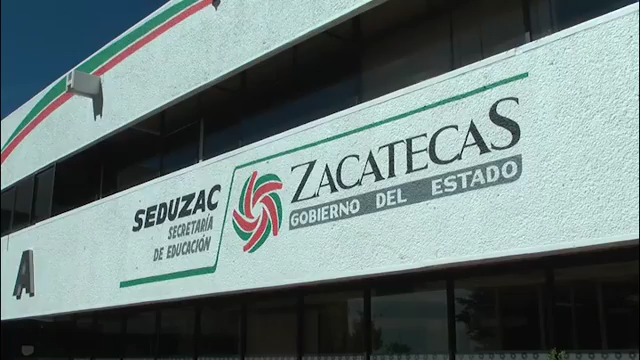 SEDUZAC
SECRETARÍA
DE EDUCACIÓN
ZACATECAS
GOBIERNO DEL ESTADO
A